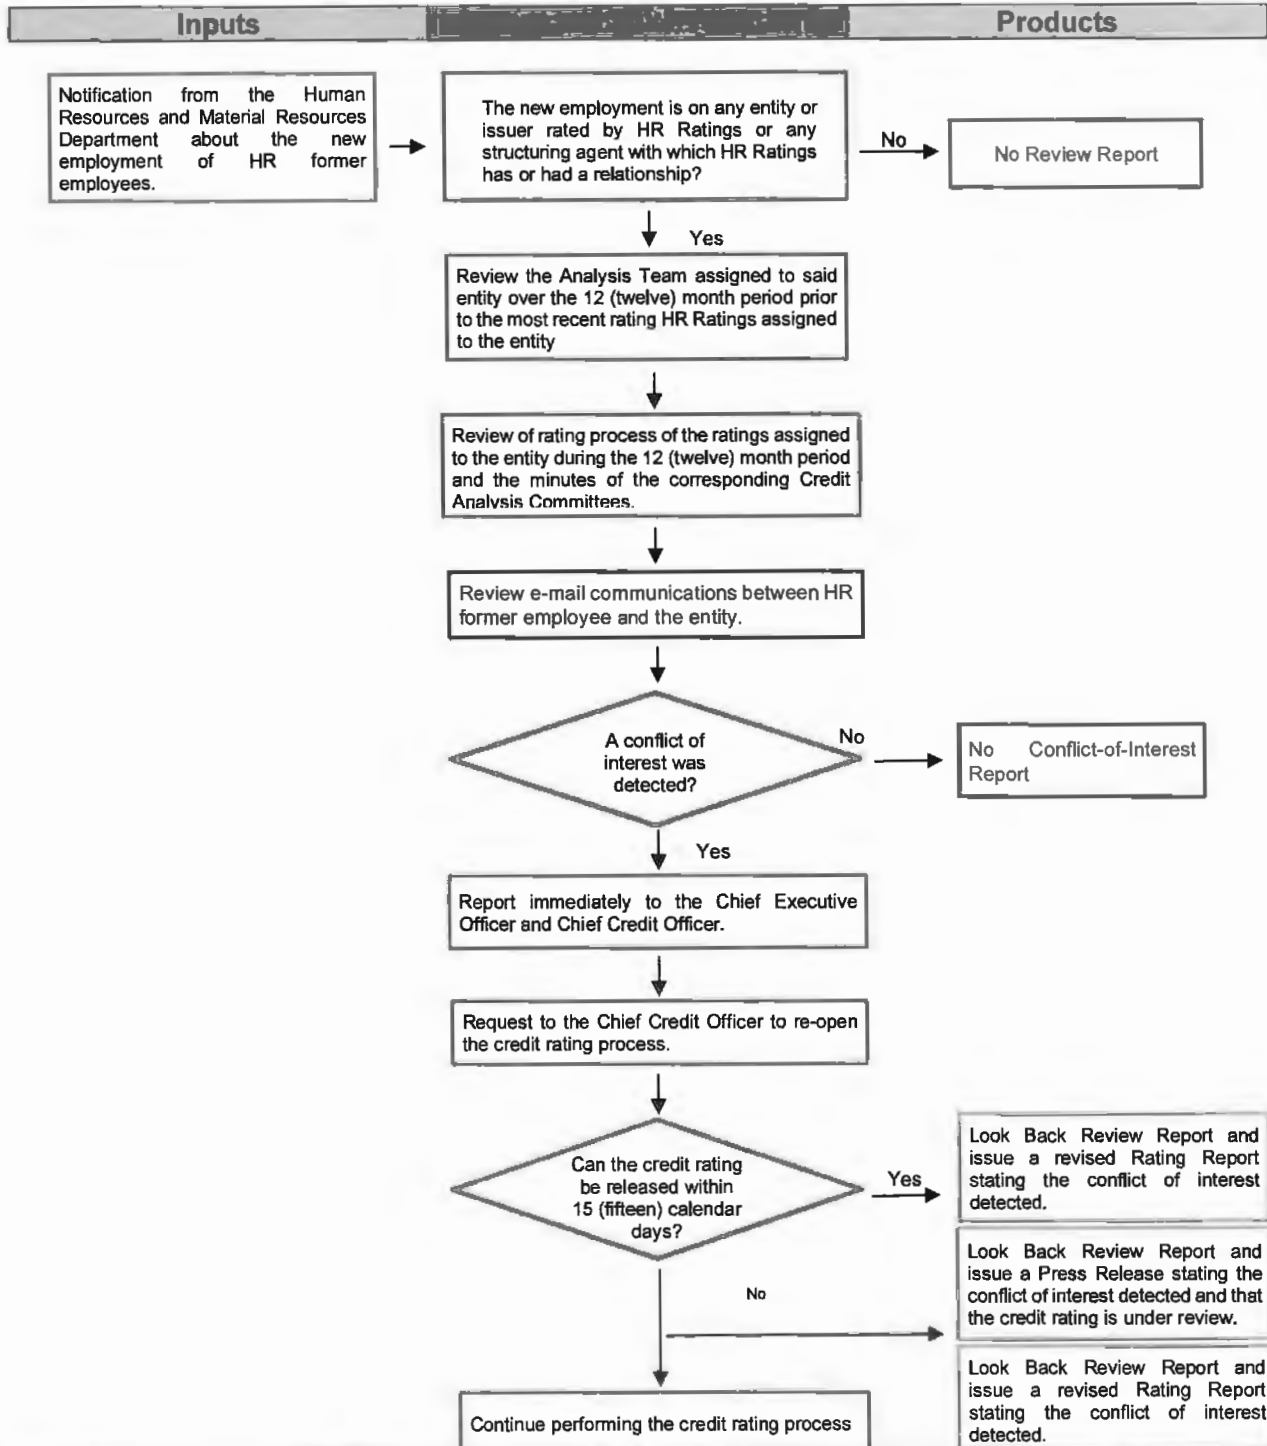 Inputs
Products
Notification from the Human
Resources and Material Resources
Department about the new
employment of HR former
employees.
The new employment is on any entity or
issuer rated by HR Ratings or any
structuring agent with which HR Ratings
has or had a relationship?
No
No Review Report
Yes
Review the Analysis Team assigned to said
entity over the 12 (twelve) month period prior
to the most recent rating HR Ratings assigned
to the entity
Review of rating process of the ratings assigned
to the entity during the 12 (twelve) month period
and the minutes of the corresponding Credit
Analysis Committees.
Review e-mail communications between HR
former employee and the entity.
A conflict of
interest was
detected?
No
No Conflict-of-Interest
Report
Yes
Report immediately to the Chief Executive
Officer and Chief Credit Officer.
Request to the Chief Credit Officer to re-open
the credit rating process.
Can the credit rating
be released within
15 (fifteen) calendar
days?
Yes
Look Back Review Report and
issue a revised Rating Report
stating the conflict of interest
detected.
No
Look Back Review Report and
issue a Press Release stating the
conflict of interest detected and that
the credit rating is under review.
Continue performing the credit rating process
Look Back Review Report and
issue a revised Rating Report
stating the conflict of interest
detected.